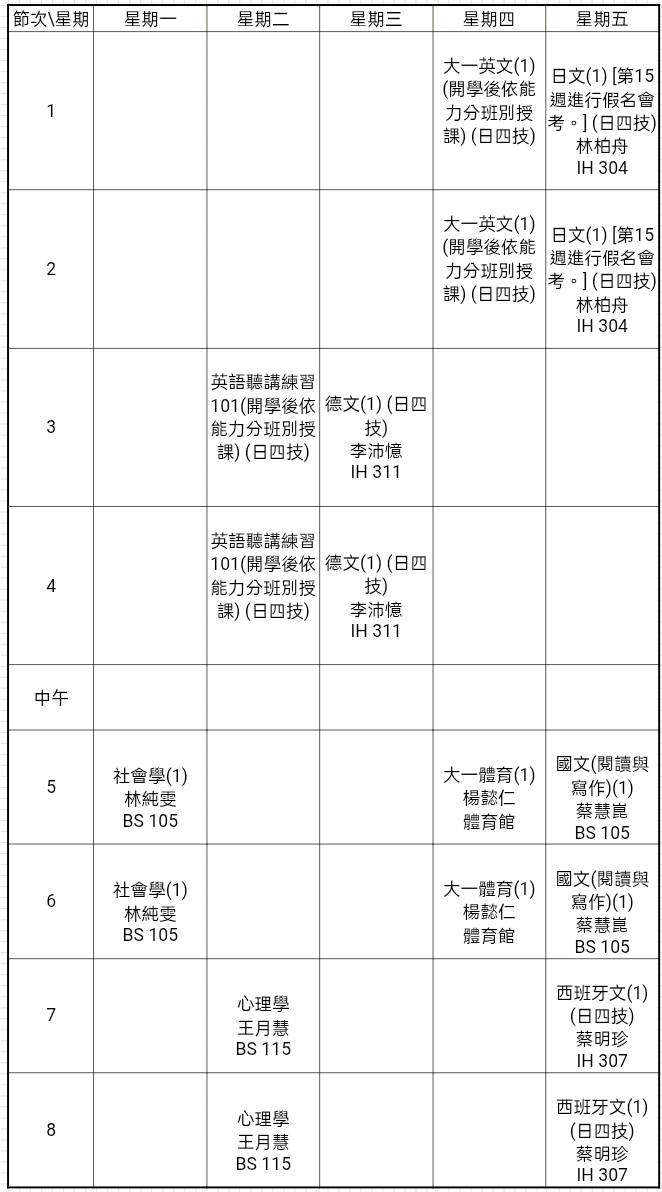 節次\星期 星期一 星期二 星期三 星期四 星期五
1
大一英文(1)
(開學後依能
力分班別授
課) (日四技)
日文(1) [第15
週進行假名會
考。] (日四技)
林柏舟
IH 304
2
大一英文(1)
(開學後依能
力分班別授
課) (日四技)
日文(1) [第15
週進行假名會
考。] (日四技)
林柏舟
IH 304
3
英語聽講練習
101(開學後依
能力分班別授
課) (日四技)
德文(1) (日四
技)
李沛憶
IH 311
4
英語聽講練習
101(開學後依
能力分班別授
課) (日四技)
德文(1) (日四
技)
李沛憶
IH 311
中午
5
社會學(1)
林純雯
BS 105
大一體育(1)
楊懿仁
體育館
國文(閱讀與
寫作)(1)
蔡慧崑
BS 105
6
社會學(1)
林純雯
BS 105
大一體育(1)
楊懿仁
體育館
國文(閱讀與
寫作)(1)
蔡慧崑
BS 105
7
心理學
王月慧
BS 115
西班牙文(1)
(日四技)
蔡明珍
IH 307
8
心理學
王月慧
BS 115
西班牙文(1)
(日四技)
蔡明珍
IH 307